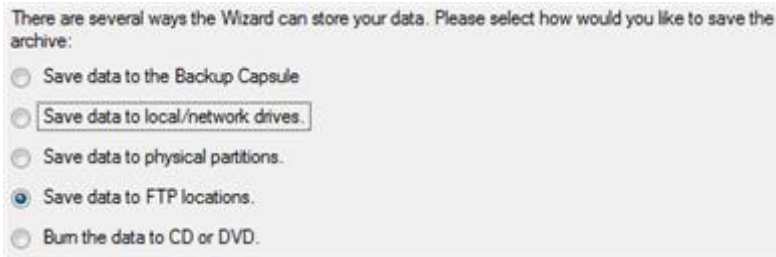 There are several ways the Wizard can store your data. Please select how would you like to save the
archive:
Save data to the Backup Capsule
Save data to local/network drives.
Save data to physical partitions.
Save data to FTP locations.
Burn the data to CD or DVD.